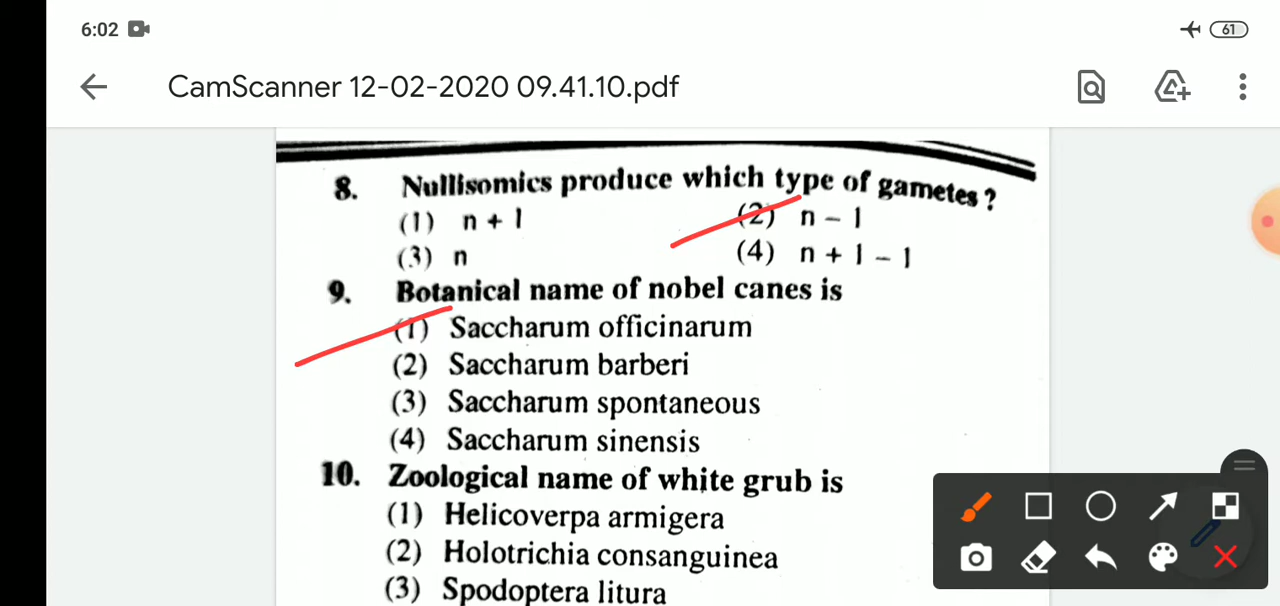 6:02
61
CamScanner 12-02-2020 09.41.10.pdf
8. Nullisomics produce which type of gametes ?
(1) n + 1 (2) n – 1
(3) n (4) n + 1 – 1
9. Botanical name of nobel canes is
(1) Saccharum officinarum
(2) Saccharum barberi
(3) Saccharum spontaneous
(4) Saccharum sinensis
10. Zoological name of white grub is
(1) Helicoverpa armigera
(2) Holotrichia consanguinea
(3) Spodoptera litura